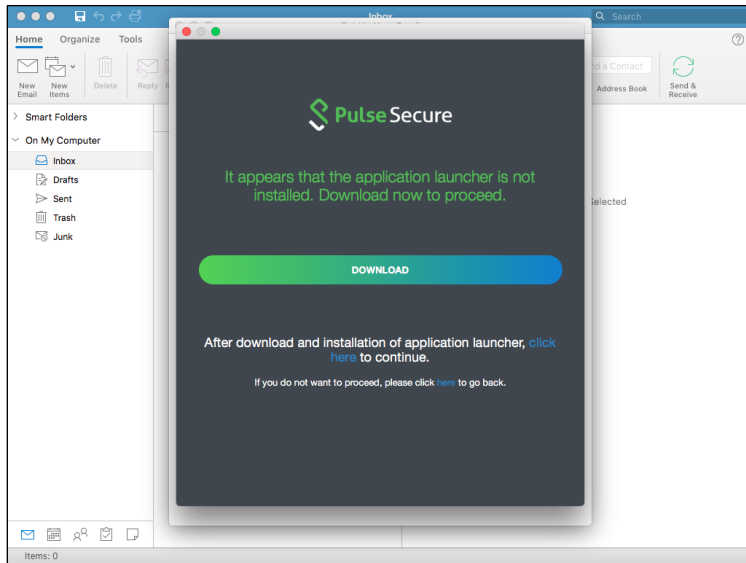 Inbox
Search
Home Organize Tools
New Email
New Items
Delete
Reply
a Contact
Address Book
Send & Receive
Smart Folders
On My Computer
Inbox
Drafts
Sent
Trash
Junk
Selected
Pulse Secure
It appears that the application launcher is not
installed. Download now to proceed.
DOWNLOAD
After download and installation of application launcher, click
here to continue.
If you do not want to proceed, please click here to go back.
Items: 0